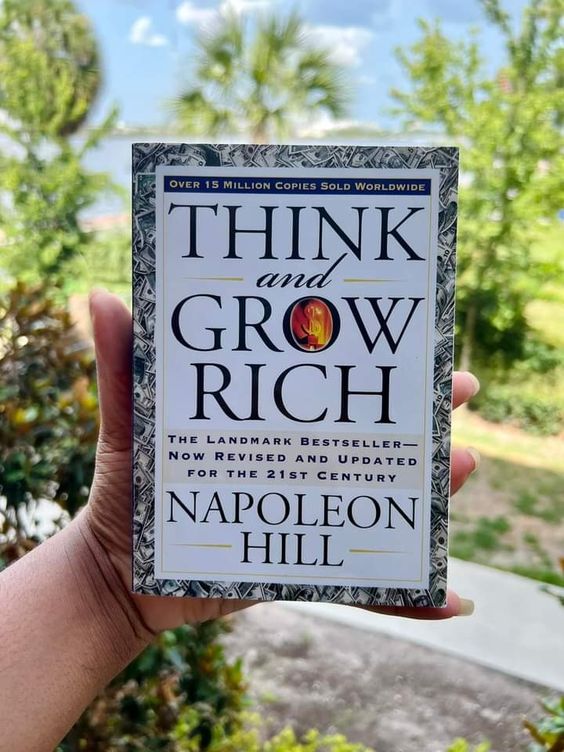 Over 15 Million Copies Sold Worldwide
THINK
and
GROW
RICH
The Landmark Bestseller—
Now Revised and Updated
for the 21st Century
NAPOLEON
HILL